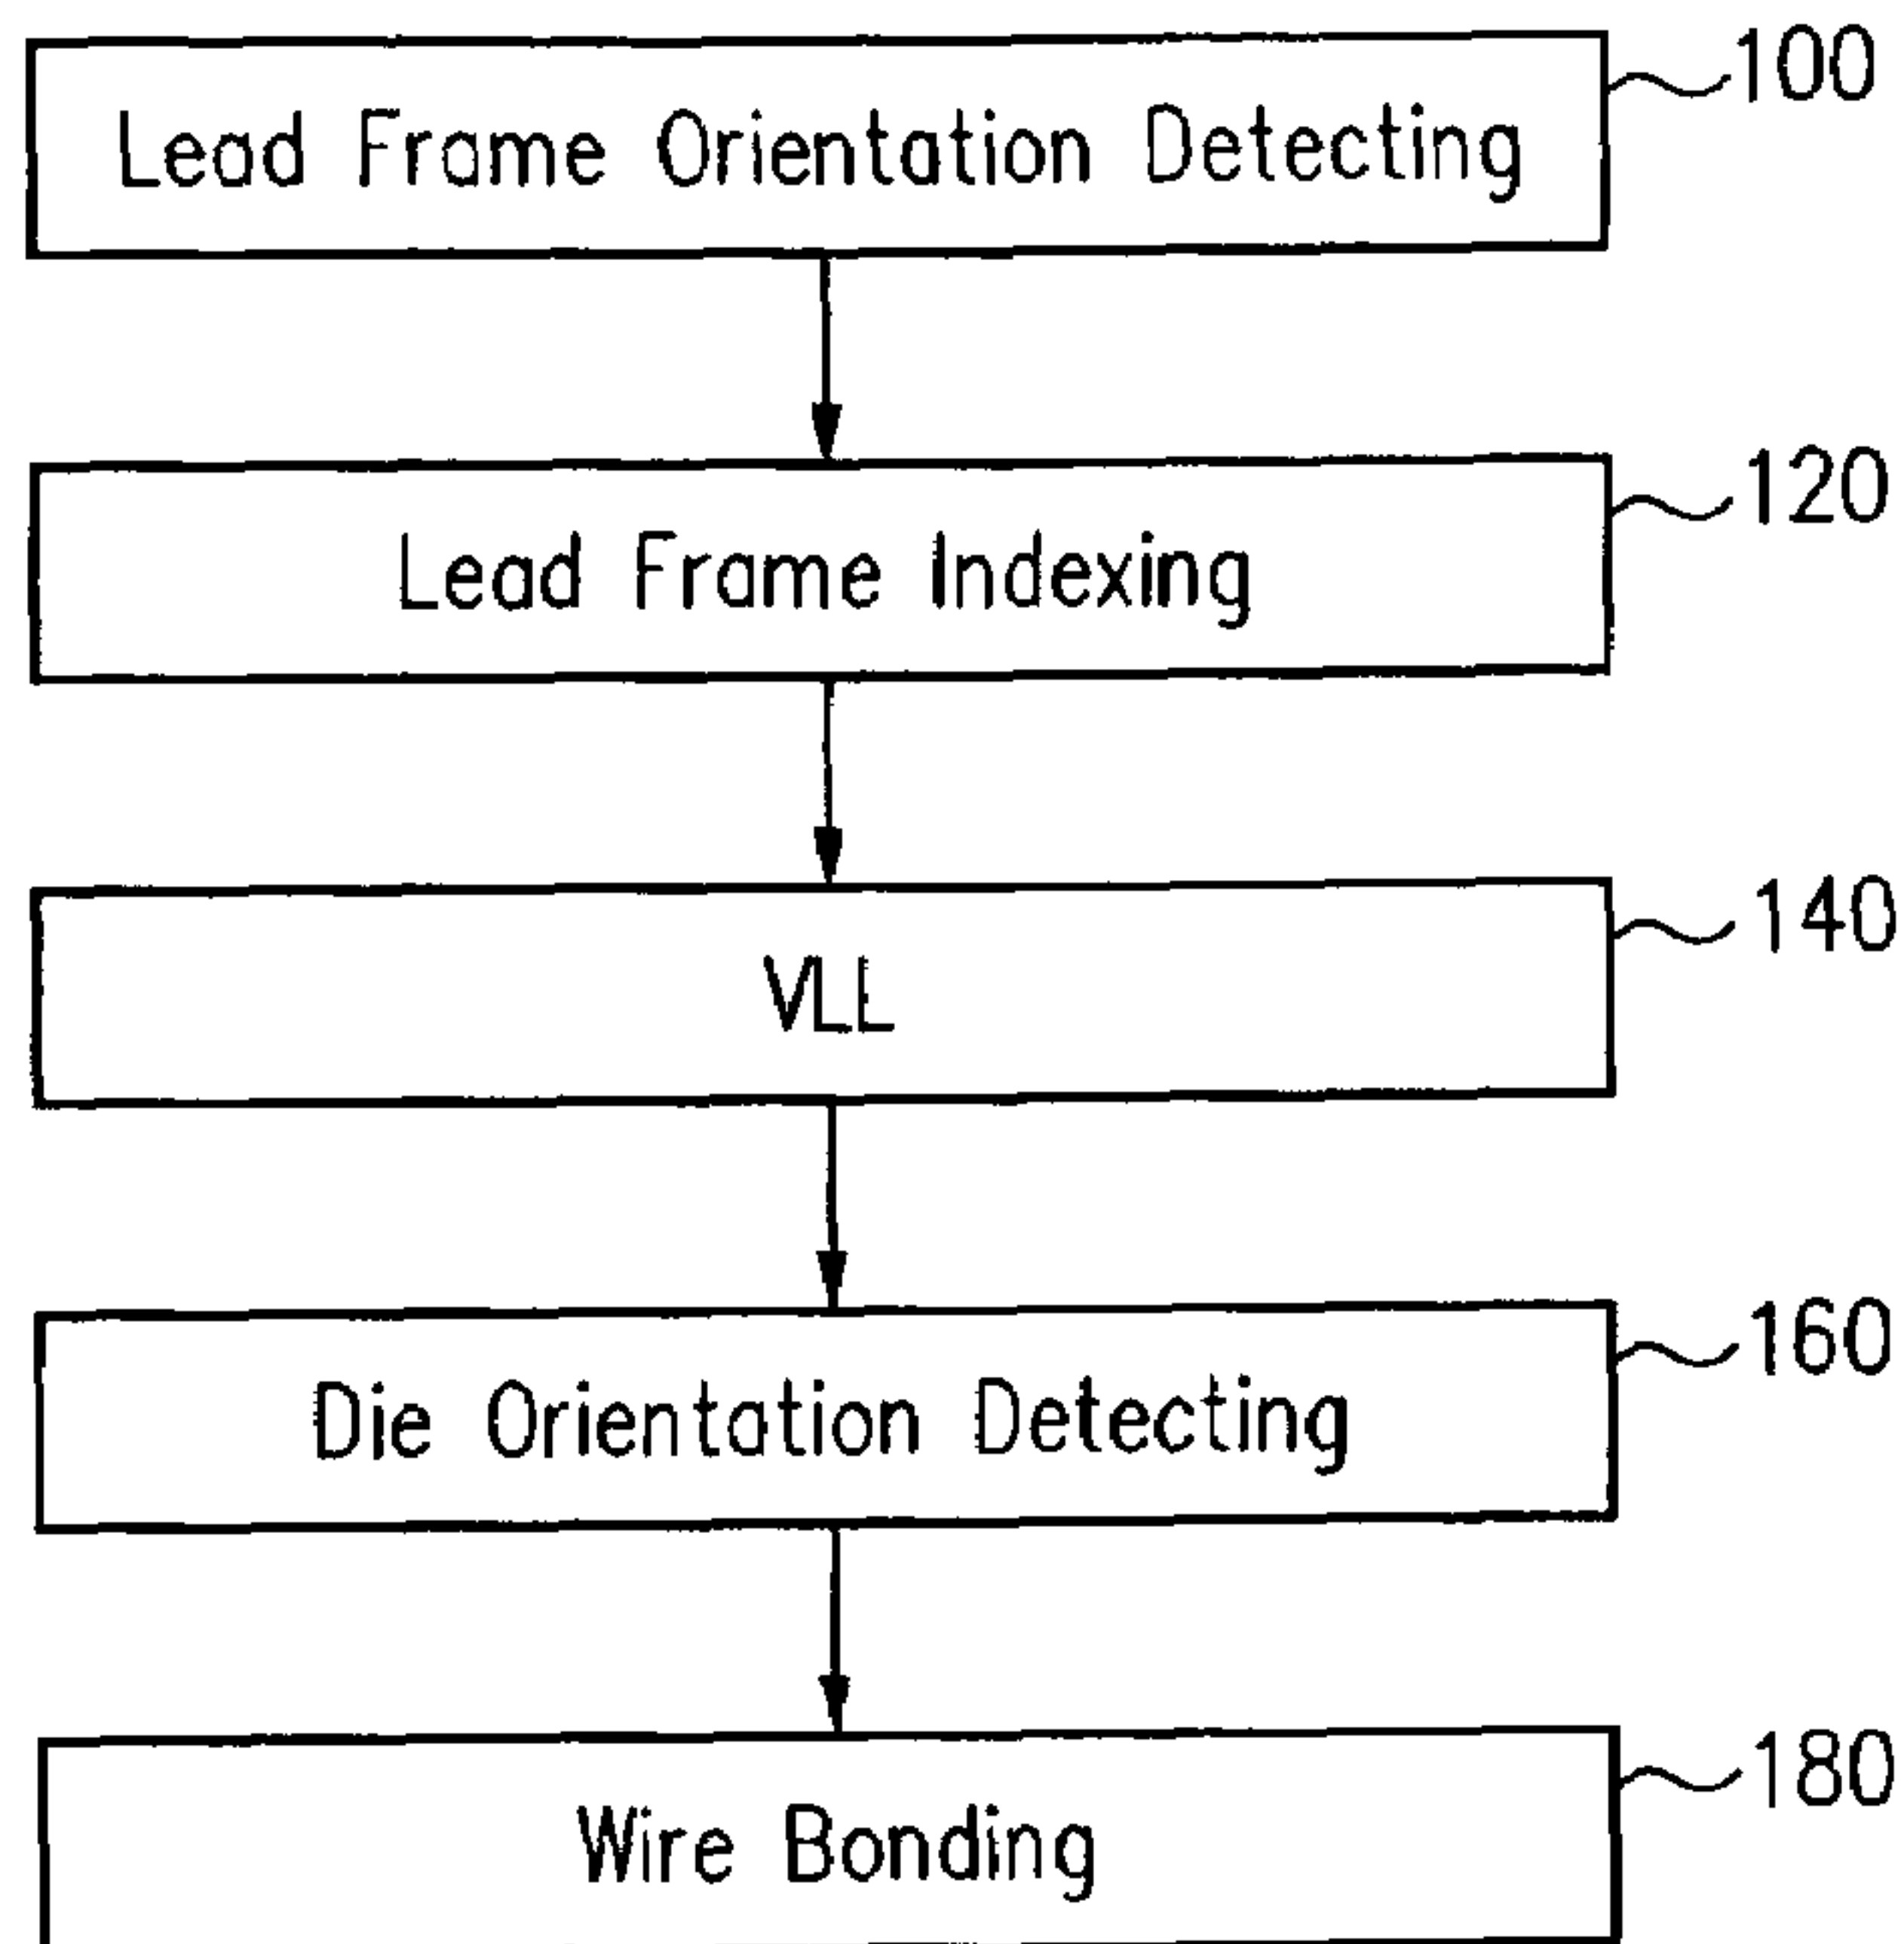 100
Lead Frame Orientation Detecting
120
Lead Frame Indexing
140
VLL
160
Die Orientation Detecting
180
Wire Bonding